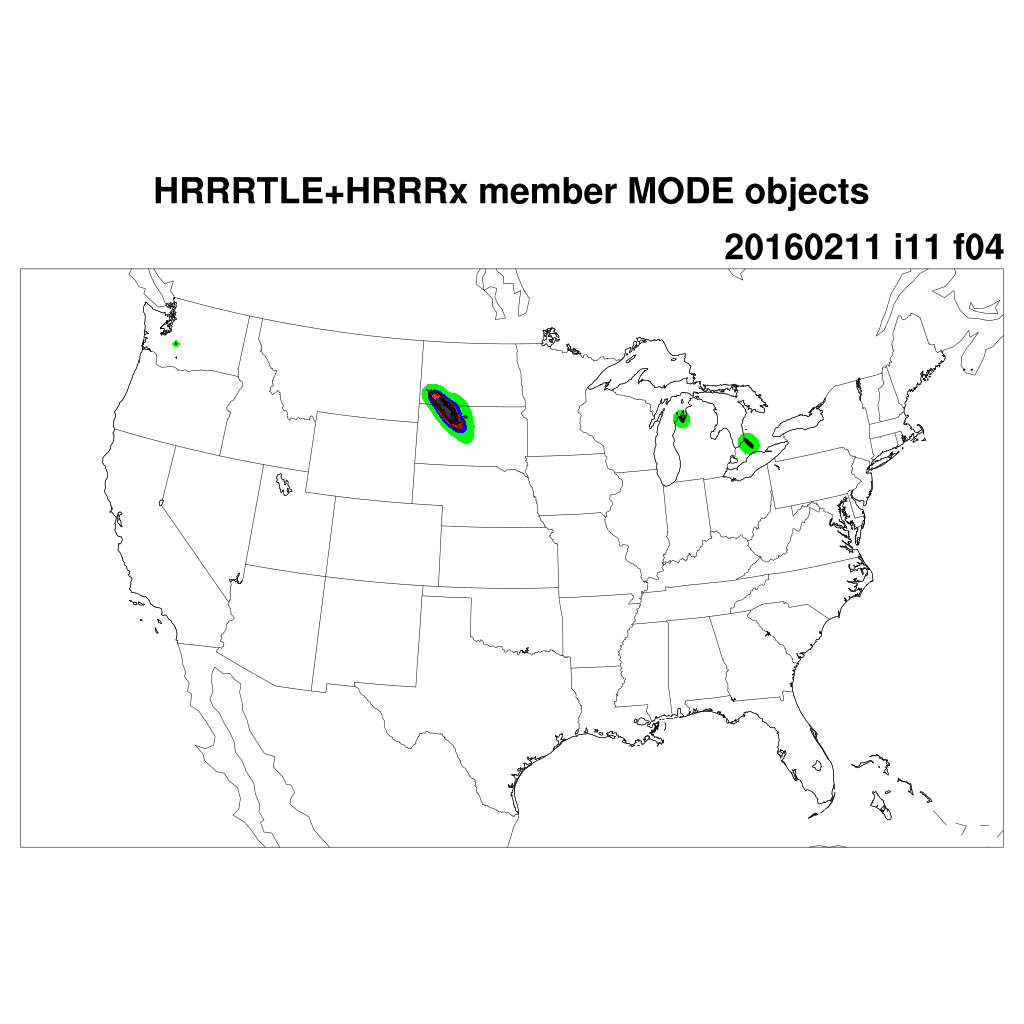 HRRRTLE+HRRRx member MODE objects
20160211 i11 f04